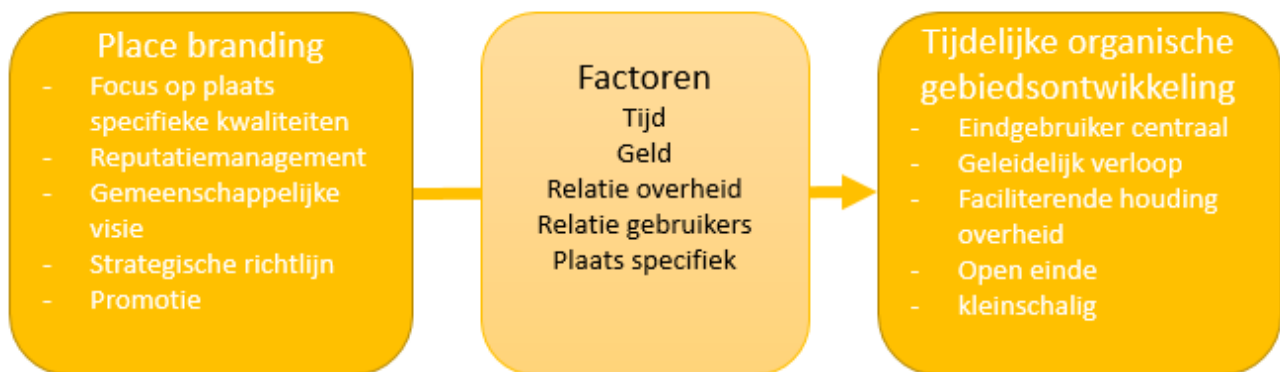 Place branding
- Focus op plaats
specifieke kwaliteiten
- Reputatiemanagement
- Gemeenschappelijke
visie
- Strategische richtlijn
- Promotie
Factoren
Tijd
Geld
Relatie overheid
Relatie gebruikers
Plaats specifiek
Tijdelijke organische
gebiedsontwikkeling
- Eindgebruiker centraal
- Geleidelijk verloop
- Faciliterende houding
overheid
- Open einde
- kleinschalig